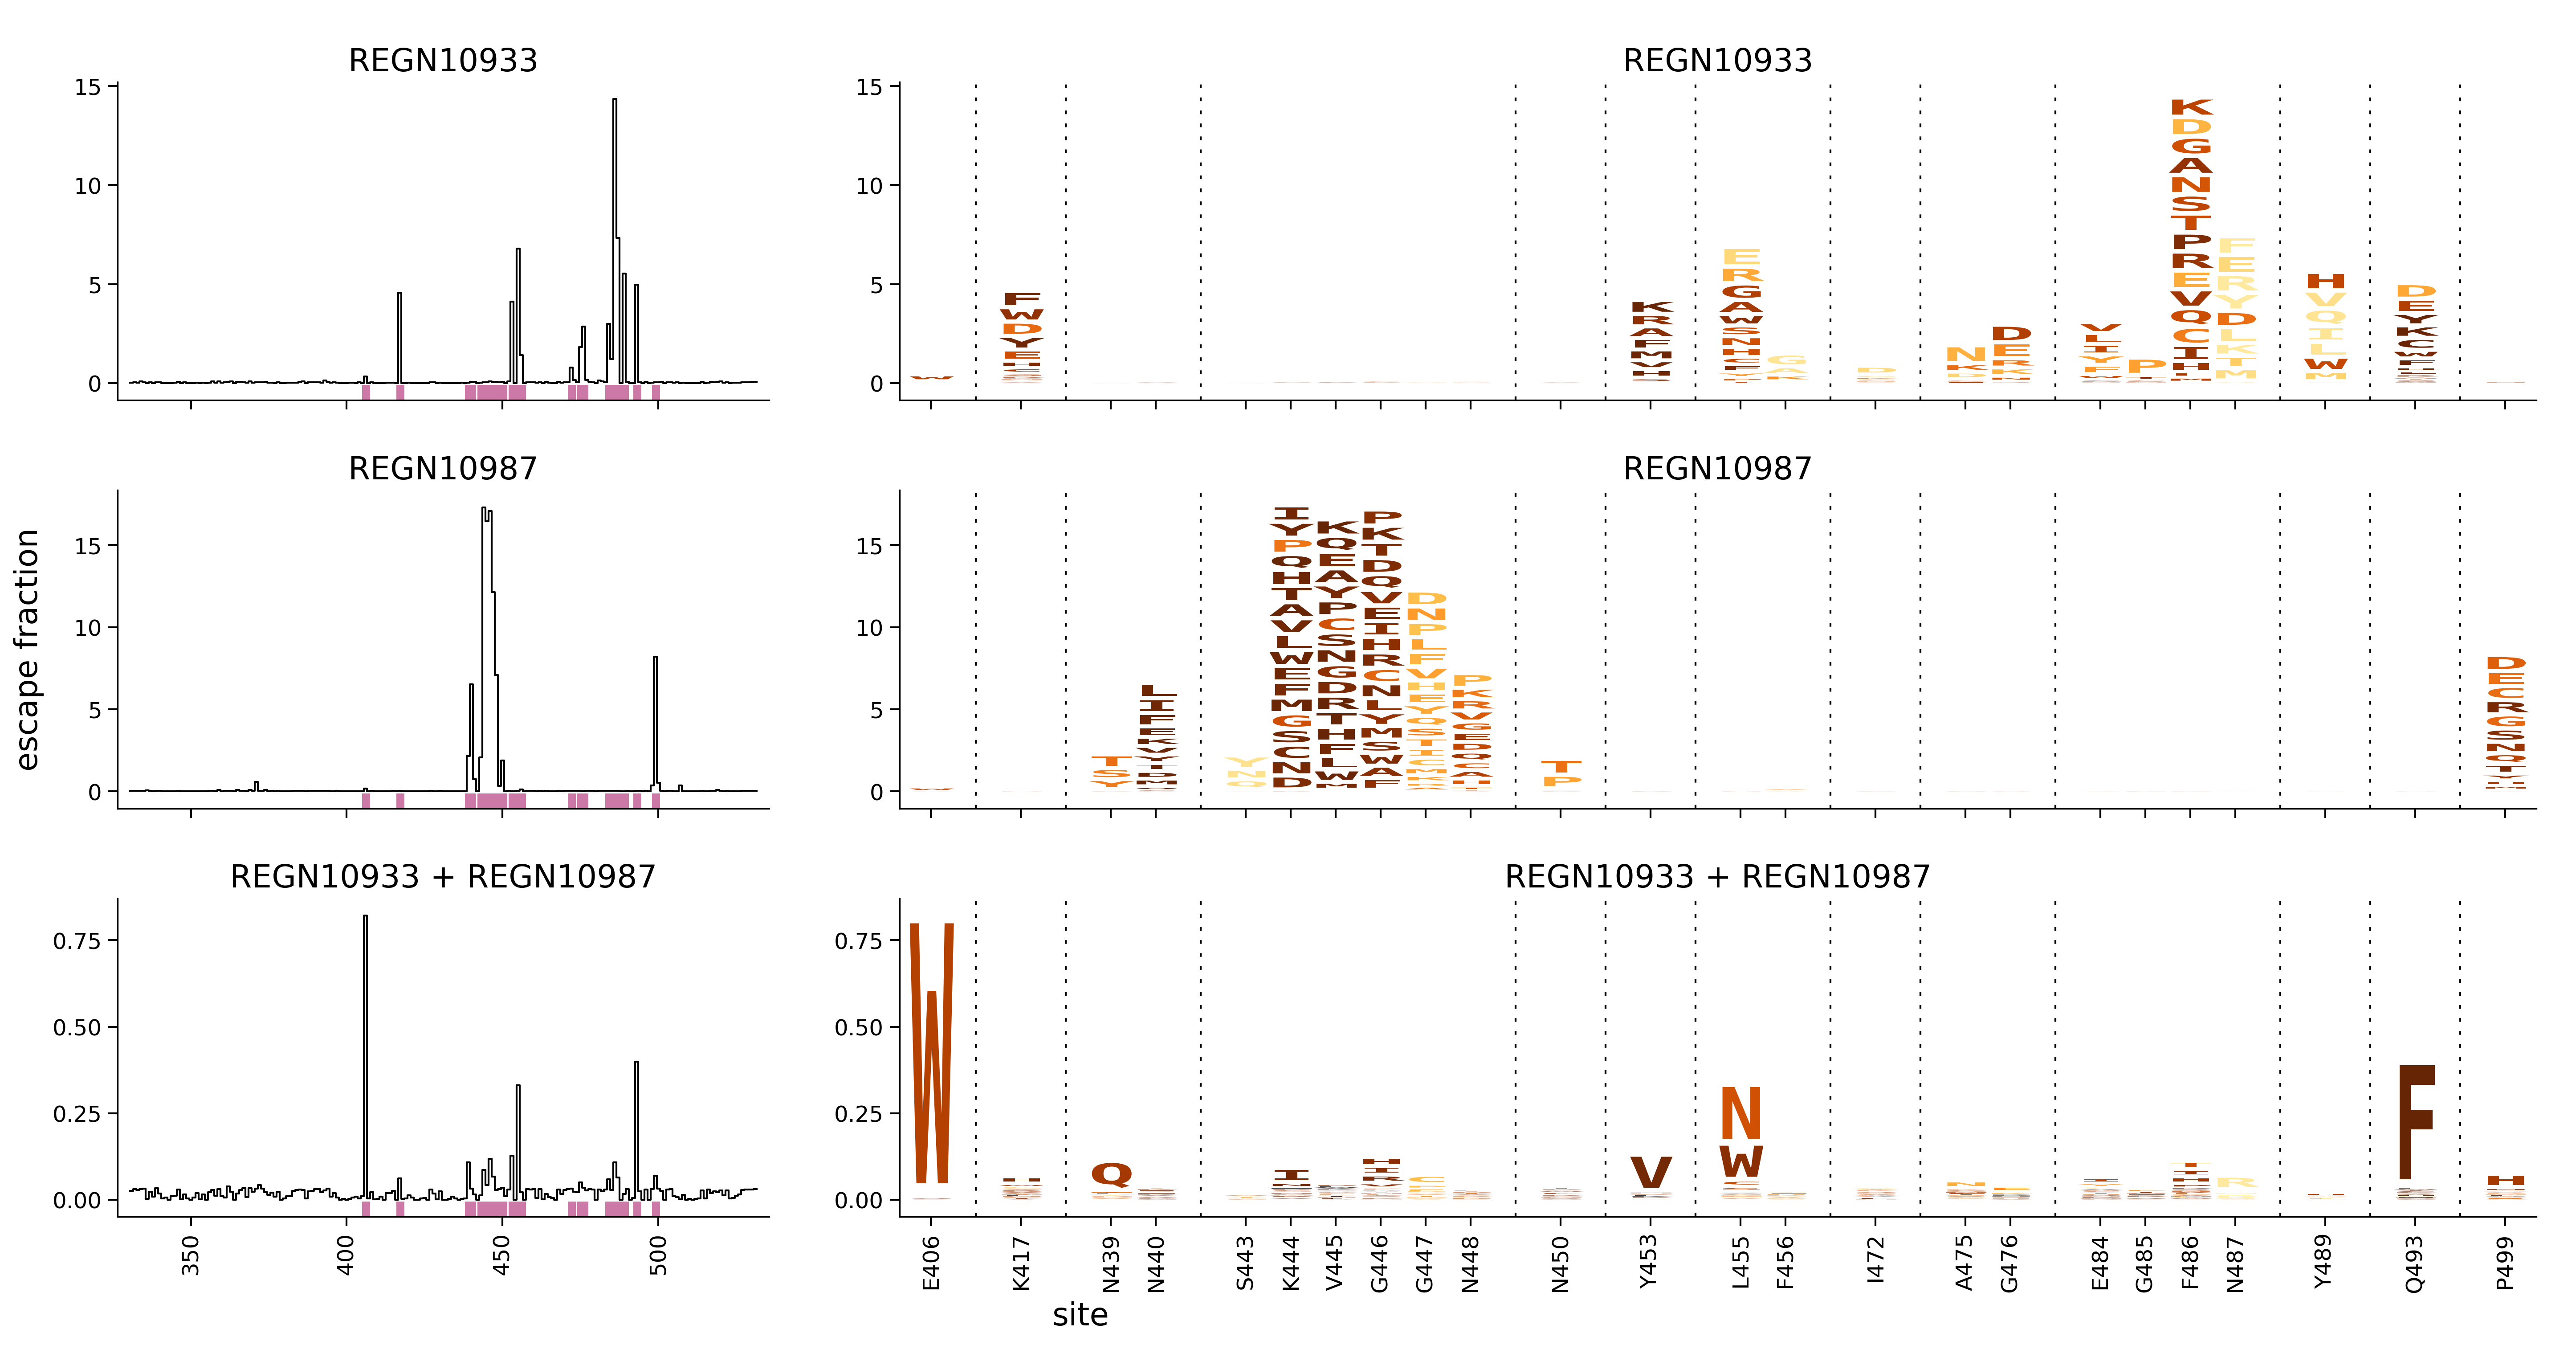 REGN10933
REGN10933
15
10
5
0
15
10
5
0
K
D
G
A
N
S
T
P
R
E
V
Q
C
I
H
F
W
D
Y
E
K
R
A
F
M
V
H
E
R
G
A
W
S
N
H
C
F
G
A
K
D
N
K
D
E
R
K
N
V
L
I
Y
F
P
F
E
R
Y
D
L
K
T
M
H
V
Q
I
L
W
M
D
E
Y
K
C
W
W
REGN10987
REGN10987
escape fraction
15
10
5
0
15
10
5
0
T
S
Y
L
I
F
E
K
V
Y
T
D
M
Y
N
Q
I
Y
P
Q
H
T
A
V
L
W
E
F
M
G
S
C
N
D
K
Q
E
A
Y
P
C
S
N
G
D
R
T
H
F
L
W
M
P
K
T
D
Q
V
E
I
H
R
C
N
L
Y
M
S
W
A
F
D
N
P
L
F
V
H
E
Y
Q
S
T
I
C
M
K
A
P
K
R
V
G
E
D
Q
C
A
H
T
P
D
E
C
R
G
S
N
Q
T
Y
H
M
REGN10933 + REGN10987
REGN10933 + REGN10987
0.75
0.50
0.25
0.00
0.75
0.50
0.25
0.00
W
H
Q
I
H
I
R
C
V
N
W
C
N
I
R
F
H
350
400
450
500
E406
K417
N439
N440
S443
K444
V445
G446
G447
N448
N450
Y453
L455
F456
I472
A475
G476
E484
G485
F486
N487
Y489
Q493
P499
site